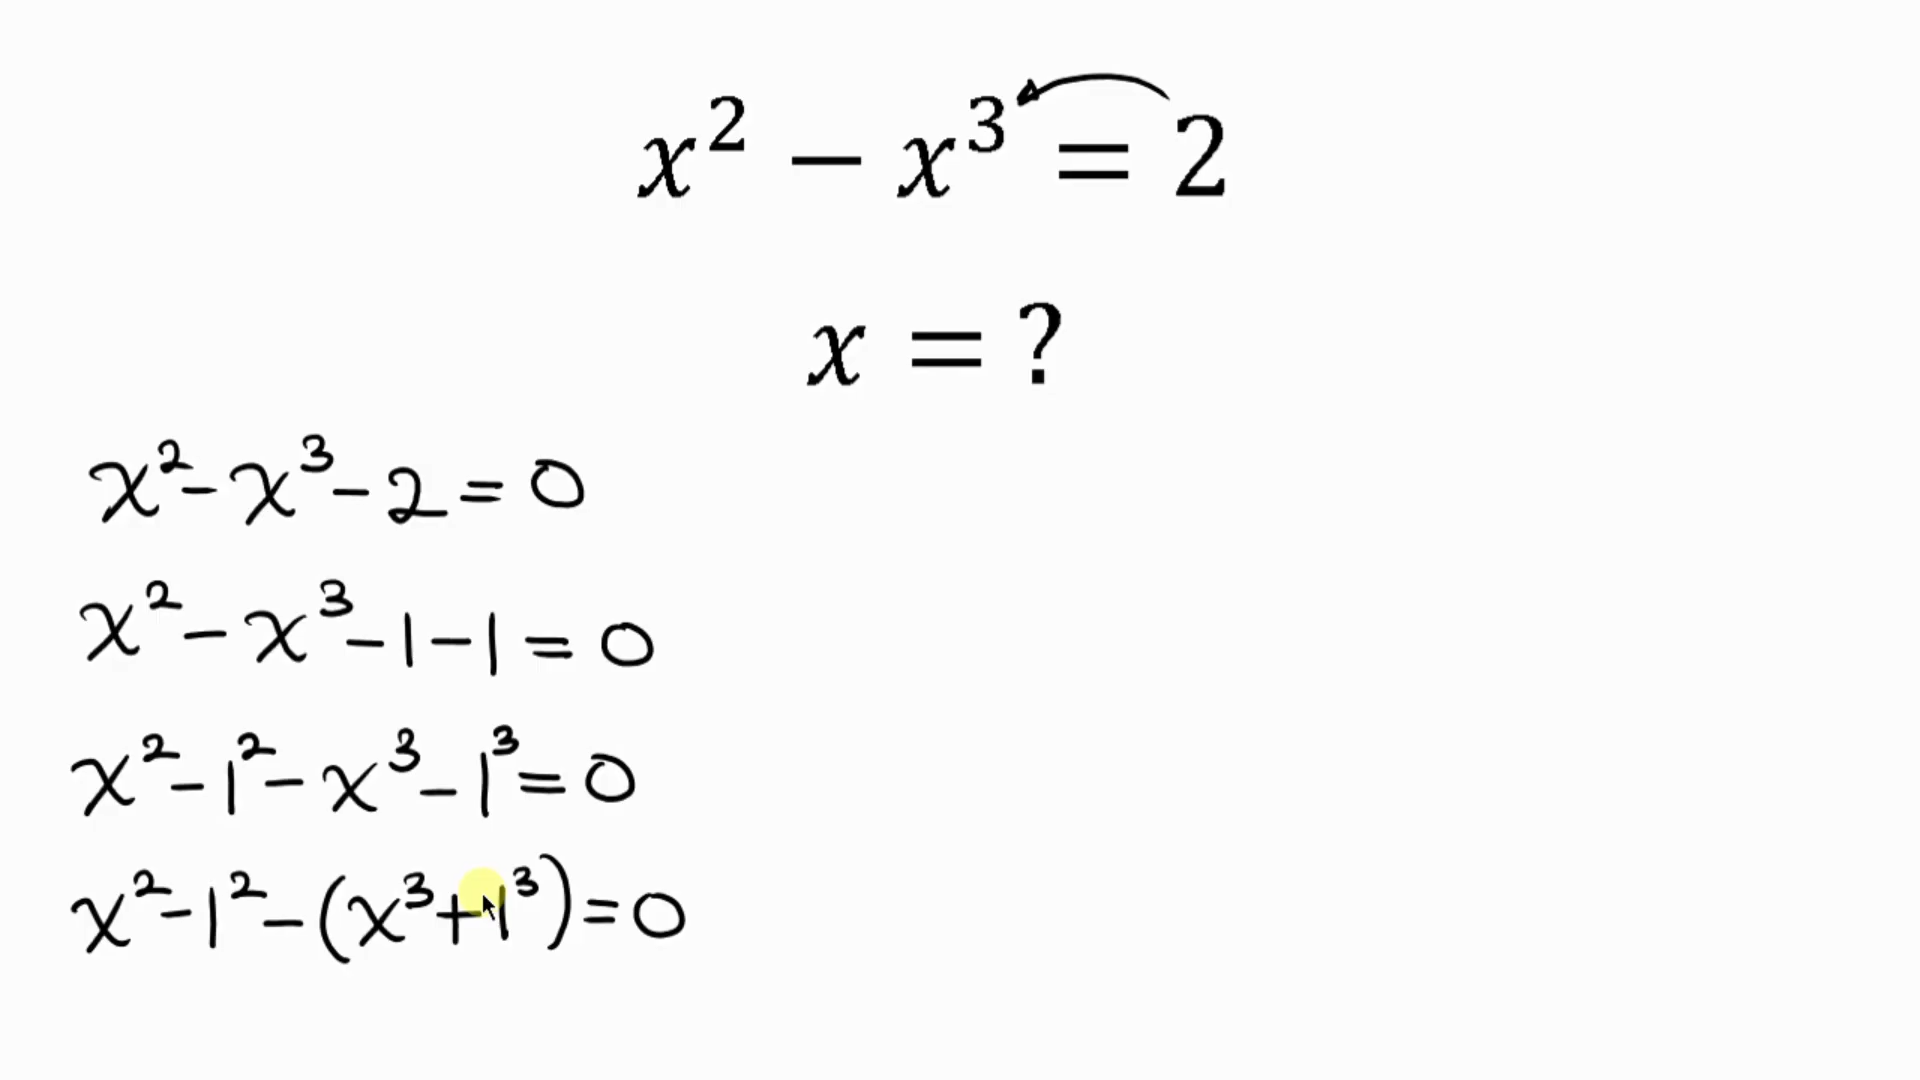 x² − x³ = 2
x = ?
x² - x³ - 2 = 0
x² - x³ - 1 - 1 = 0
x² - 1² - x³ - 1³ = 0
x² - 1² - (x³ + 1³) = 0